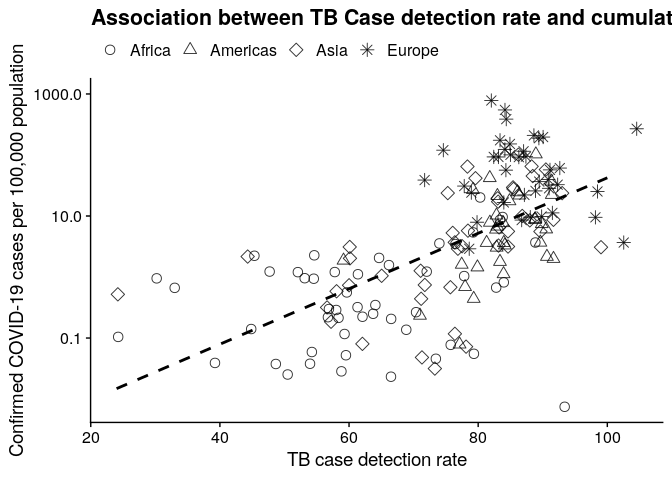 Association between TB Case detection rate and cumulat
Africa Americas Asia Europe
Confirmed COVID-19 cases per 100,000 population
1000.0
10.0
0.1
20 40 60 80 100
TB case detection rate